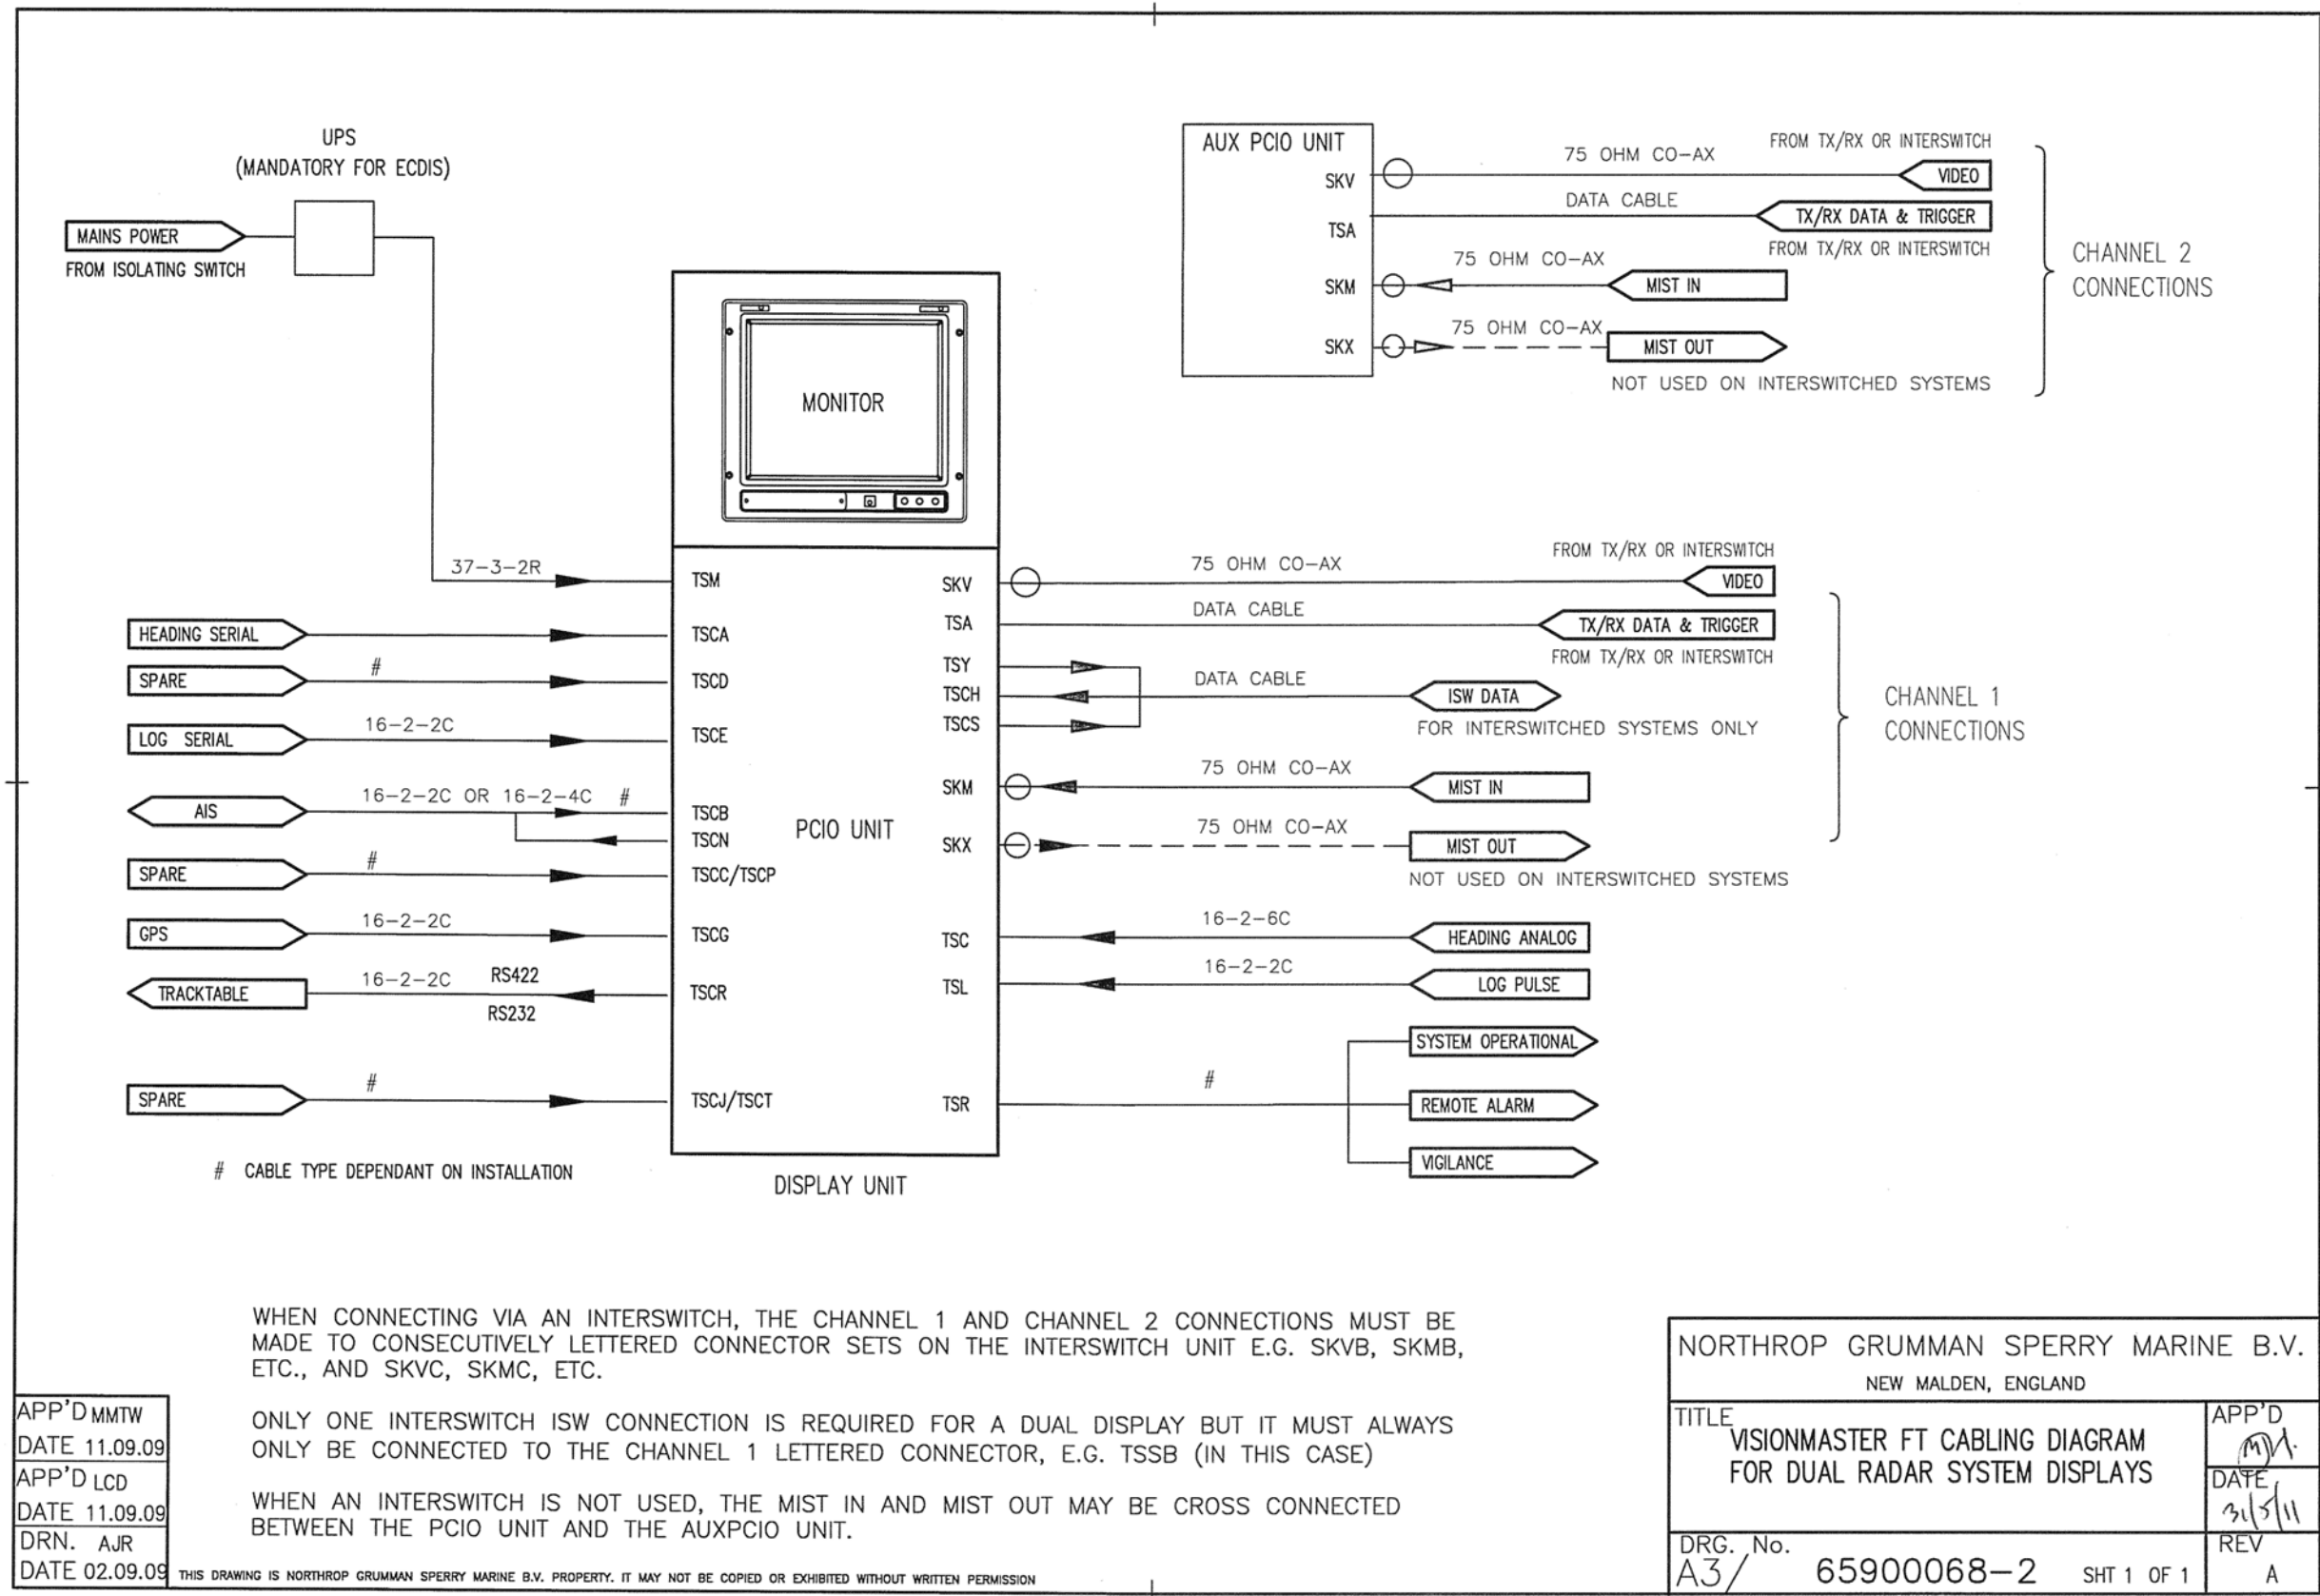 UPS
(MANDATORY FOR ECDIS)
MAINS POWER
FROM ISOLATING SWITCH
AUX PCIO UNIT
SKV
TSA
SKM
SKX
75 OHM CO-AX
FROM TX/RX OR INTERSWITCH
VIDEO
DATA CABLE
TX/RX DATA & TRIGGER
FROM TX/RX OR INTERSWITCH
75 OHM CO-AX
MIST IN
75 OHM CO-AX
MIST OUT
NOT USED ON INTERSWITCHED SYSTEMS
CHANNEL 2
CONNECTIONS
MONITOR
37-3-2R
TSM
HEADING SERIAL
TSCA
SPARE
#
TSCD
LOG SERIAL
16-2-2C
TSCE
AIS
16-2-2C OR 16-2-4C #
TSCB
TSCN
PCIO UNIT
SPARE
#
TSCC/TSCP
GPS
16-2-2C
TSCG
TRACKTABLE
16-2-2C
RS422
RS232
TSCR
SPARE
#
TSCJ/TSCT
SKV
75 OHM CO-AX
FROM TX/RX OR INTERSWITCH
VIDEO
TSA
DATA CABLE
TX/RX DATA & TRIGGER
FROM TX/RX OR INTERSWITCH
TSY
TSCH
TSCS
DATA CABLE
ISW DATA
FOR INTERSWITCHED SYSTEMS ONLY
SKM
75 OHM CO-AX
MIST IN
SKX
75 OHM CO-AX
MIST OUT
NOT USED ON INTERSWITCHED SYSTEMS
CHANNEL 1
CONNECTIONS
TSC
16-2-6C
HEADING ANALOG
TSL
16-2-2C
LOG PULSE
TSR
#
SYSTEM OPERATIONAL
REMOTE ALARM
VIGILANCE
# CABLE TYPE DEPENDANT ON INSTALLATION
DISPLAY UNIT
WHEN CONNECTING VIA AN INTERSWITCH, THE CHANNEL 1 AND CHANNEL 2 CONNECTIONS MUST BE
MADE TO CONSECUTIVELY LETTERED CONNECTOR SETS ON THE INTERSWITCH UNIT E.G. SKVB, SKMB,
ETC., AND SKVC, SKMC, ETC.
ONLY ONE INTERSWITCH ISW CONNECTION IS REQUIRED FOR A DUAL DISPLAY BUT IT MUST ALWAYS
ONLY BE CONNECTED TO THE CHANNEL 1 LETTERED CONNECTOR, E.G. TSSB (IN THIS CASE)
WHEN AN INTERSWITCH IS NOT USED, THE MIST IN AND MIST OUT MAY BE CROSS CONNECTED
BETWEEN THE PCIO UNIT AND THE AUXPCIO UNIT.
APP'D MMTW
DATE 11.09.09
APP'D LCD
DATE 11.09.09
DRN. AJR
DATE 02.09.09
THIS DRAWING IS NORTHROP GRUMMAN SPERRY MARINE B.V. PROPERTY. IT MAY NOT BE COPIED OR EXHIBITED WITHOUT WRITTEN PERMISSION
NORTHROP GRUMMAN SPERRY MARINE B.V.
NEW MALDEN, ENGLAND
TITLE
VISIONMASTER FT CABLING DIAGRAM
FOR DUAL RADAR SYSTEM DISPLAYS
APP'D
DATE
31/5/11
DRG. No.
A3/ 65900068-2 SHT 1 OF 1
REV
A